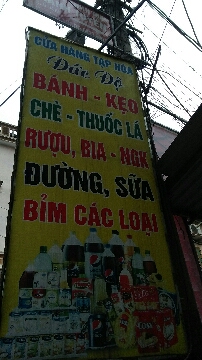 CỬA HÀNG TẠP HÓA
Đức Độ
BÁNH - KẸO
CHÈ - THUỐC LÁ
RƯỢU, BIA - NGK
ĐƯỜNG, SỮA
BỈM CÁC LOẠI